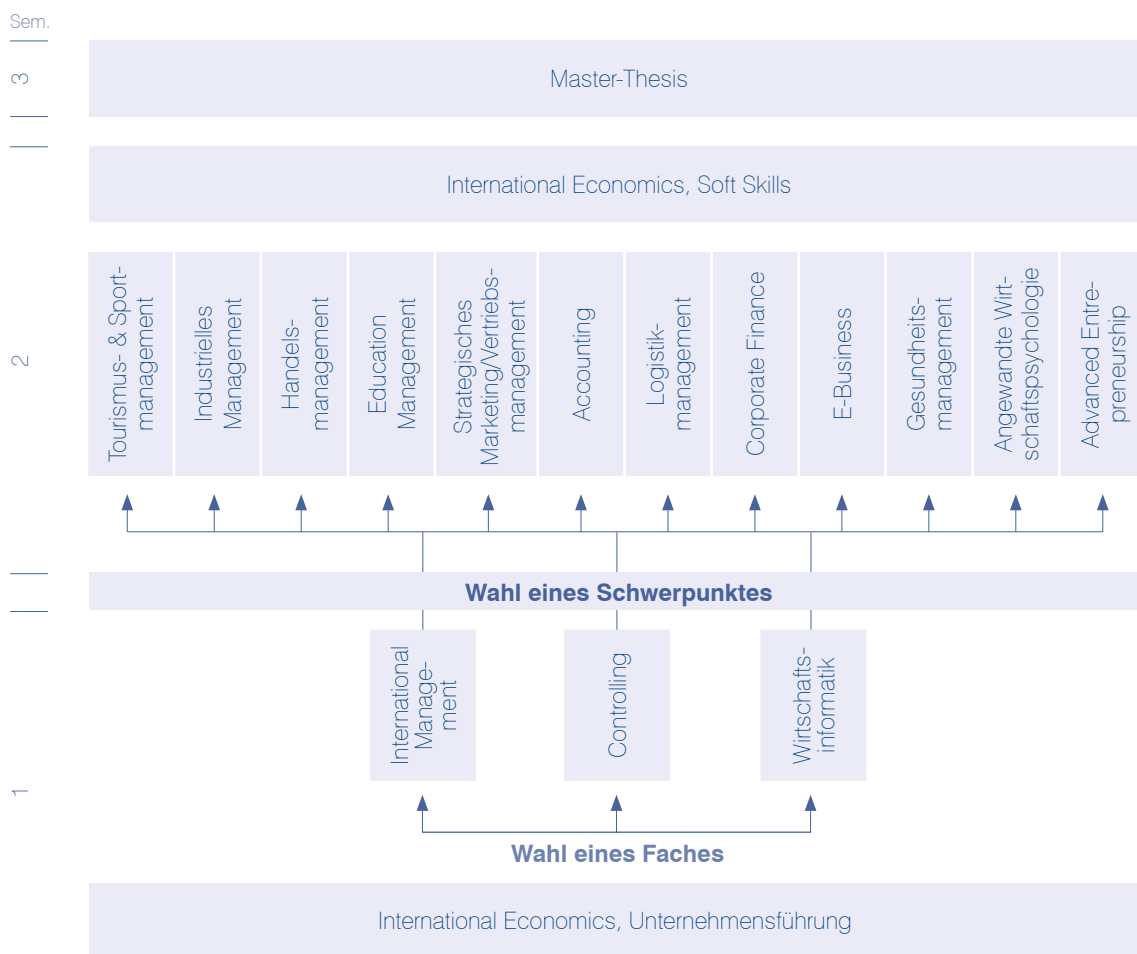 Sem.
3
Master-Thesis
International Economics, Soft Skills
2
Tourismus- & Sport-
management
Industrielles
Management
Handels-
management
Education
Management
Strategisches
Marketing/Vertriebs-
management
Accounting
Logistik-
management
Corporate Finance
E-Business
Gesundheits-
management
Angewandte Wirt-
schaftspsychologie
Advanced Entre-
preneurship
Wahl eines Schwerpunktes
1
International
Manage-
ment
Controlling
Wirtschafts-
informatik
Wahl eines Faches
International Economics, Unternehmensführung